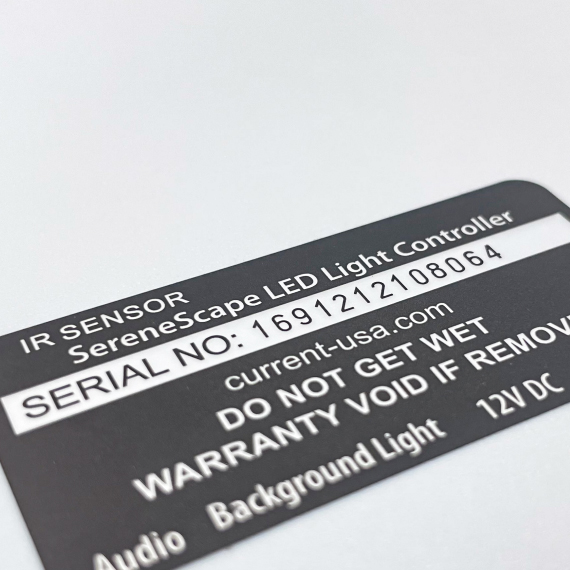 IR SENSOR
SereneScape LED Light Controller
SERIAL NO: 1691212108064
current-usa.com
DO NOT GET WET
WARRANTY VOID IF REMOV
Audio Background Light 12V DC